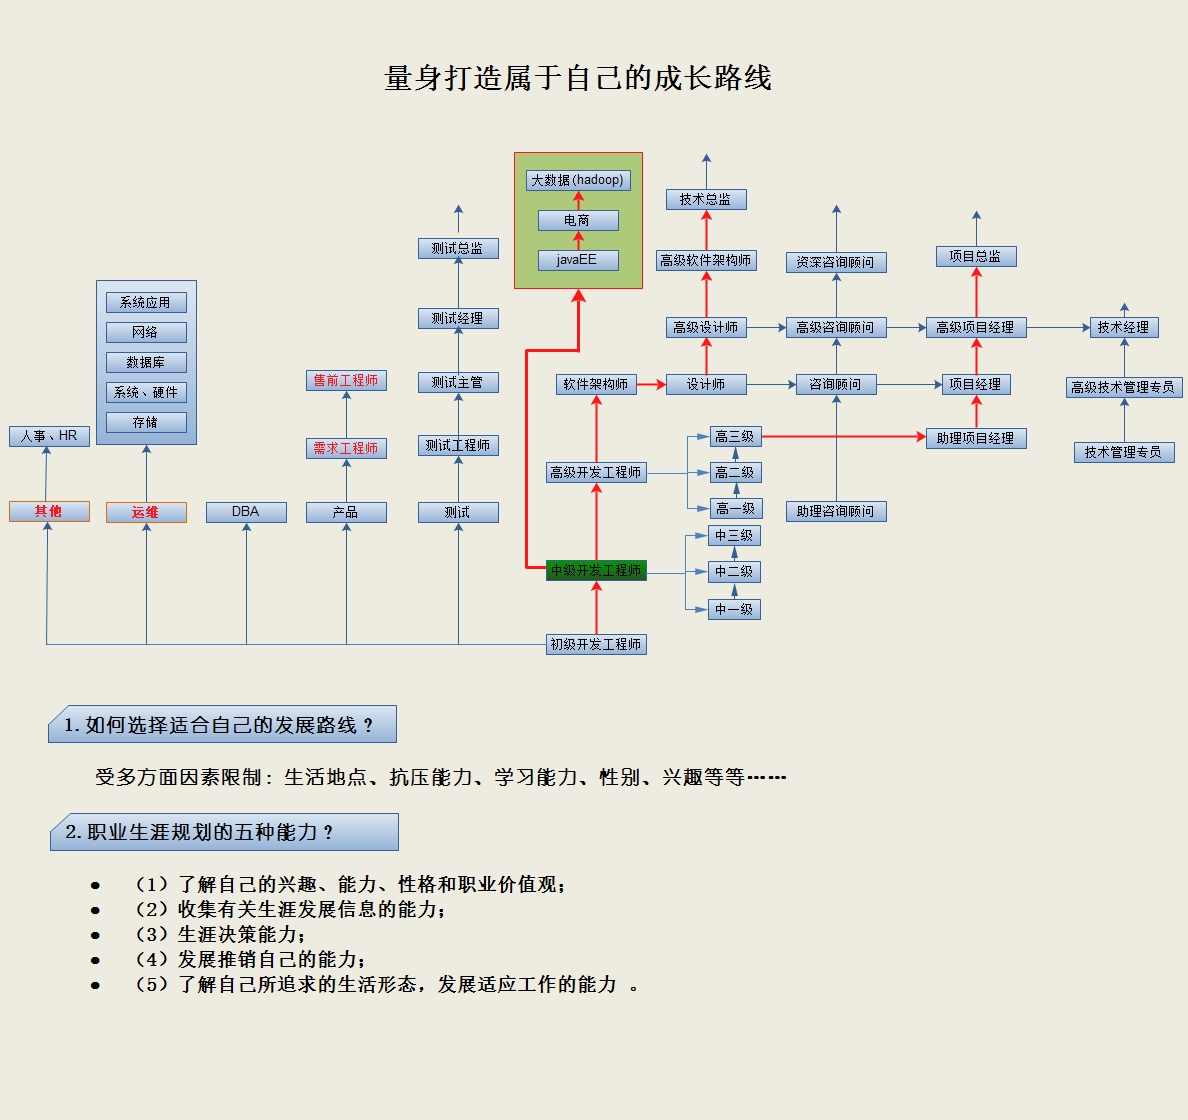 量身打造属于自己的成长路线
大数据(hadoop)
电商
javaEE
技术总监
高级软件架构师
高级设计师
软件架构师
设计师
资深咨询顾问
高级咨询顾问
咨询顾问
助理咨询顾问
项目总监
高级项目经理
项目经理
助理项目经理
技术经理
高级技术管理专员
技术管理专员
测试总监
测试经理
测试主管
测试工程师
测试
系统应用
网络
数据库
系统、硬件
存储
售前工程师
需求工程师
产品
人事、HR
其他
运维
DBA
高级开发工程师
高三级
高二级
高一级
中级开发工程师
中三级
中二级
中一级
初级开发工程师
1.如何选择适合自己的发展路线？
受多方面因素限制：生活地点、抗压能力、学习能力、性别、兴趣等等……
2.职业生涯规划的五种能力？
● （1）了解自己的兴趣、能力、性格和职业价值观；
● （2）收集有关生涯发展信息的能力；
● （3）生涯决策能力；
● （4）发展推销自己的能力；
● （5）了解自己所追求的生活形态，发展适应工作的能力 。